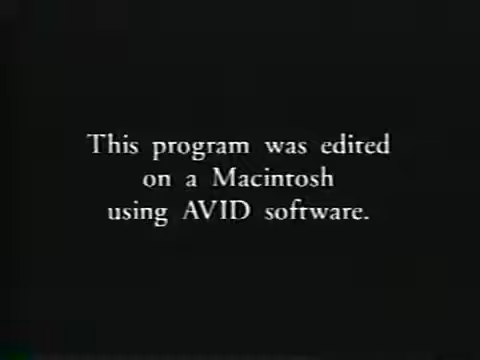 This program was edited
on a Macintosh
using AVID software.